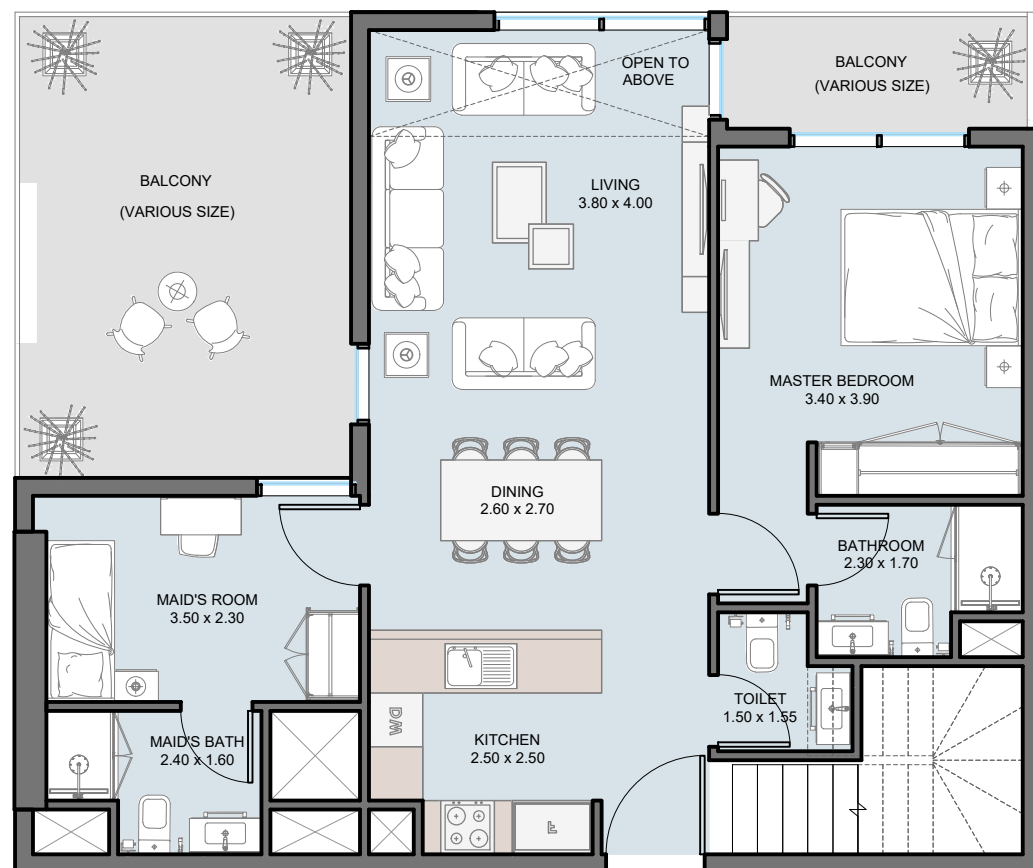 OPEN TO
ABOVE
BALCONY
(VARIOUS SIZE)
BALCONY
(VARIOUS SIZE)
LIVING
3.80 x 4.00
MASTER BEDROOM
3.40 x 3.90
DINING
2.60 x 2.70
BATHROOM
2.30 x 1.70
MAID'S ROOM
3.50 x 2.30
TOILET
1.50 x 1.55
MAID'S BATH
2.40 x 1.60
DW
KITCHEN
2.50 x 2.50
F